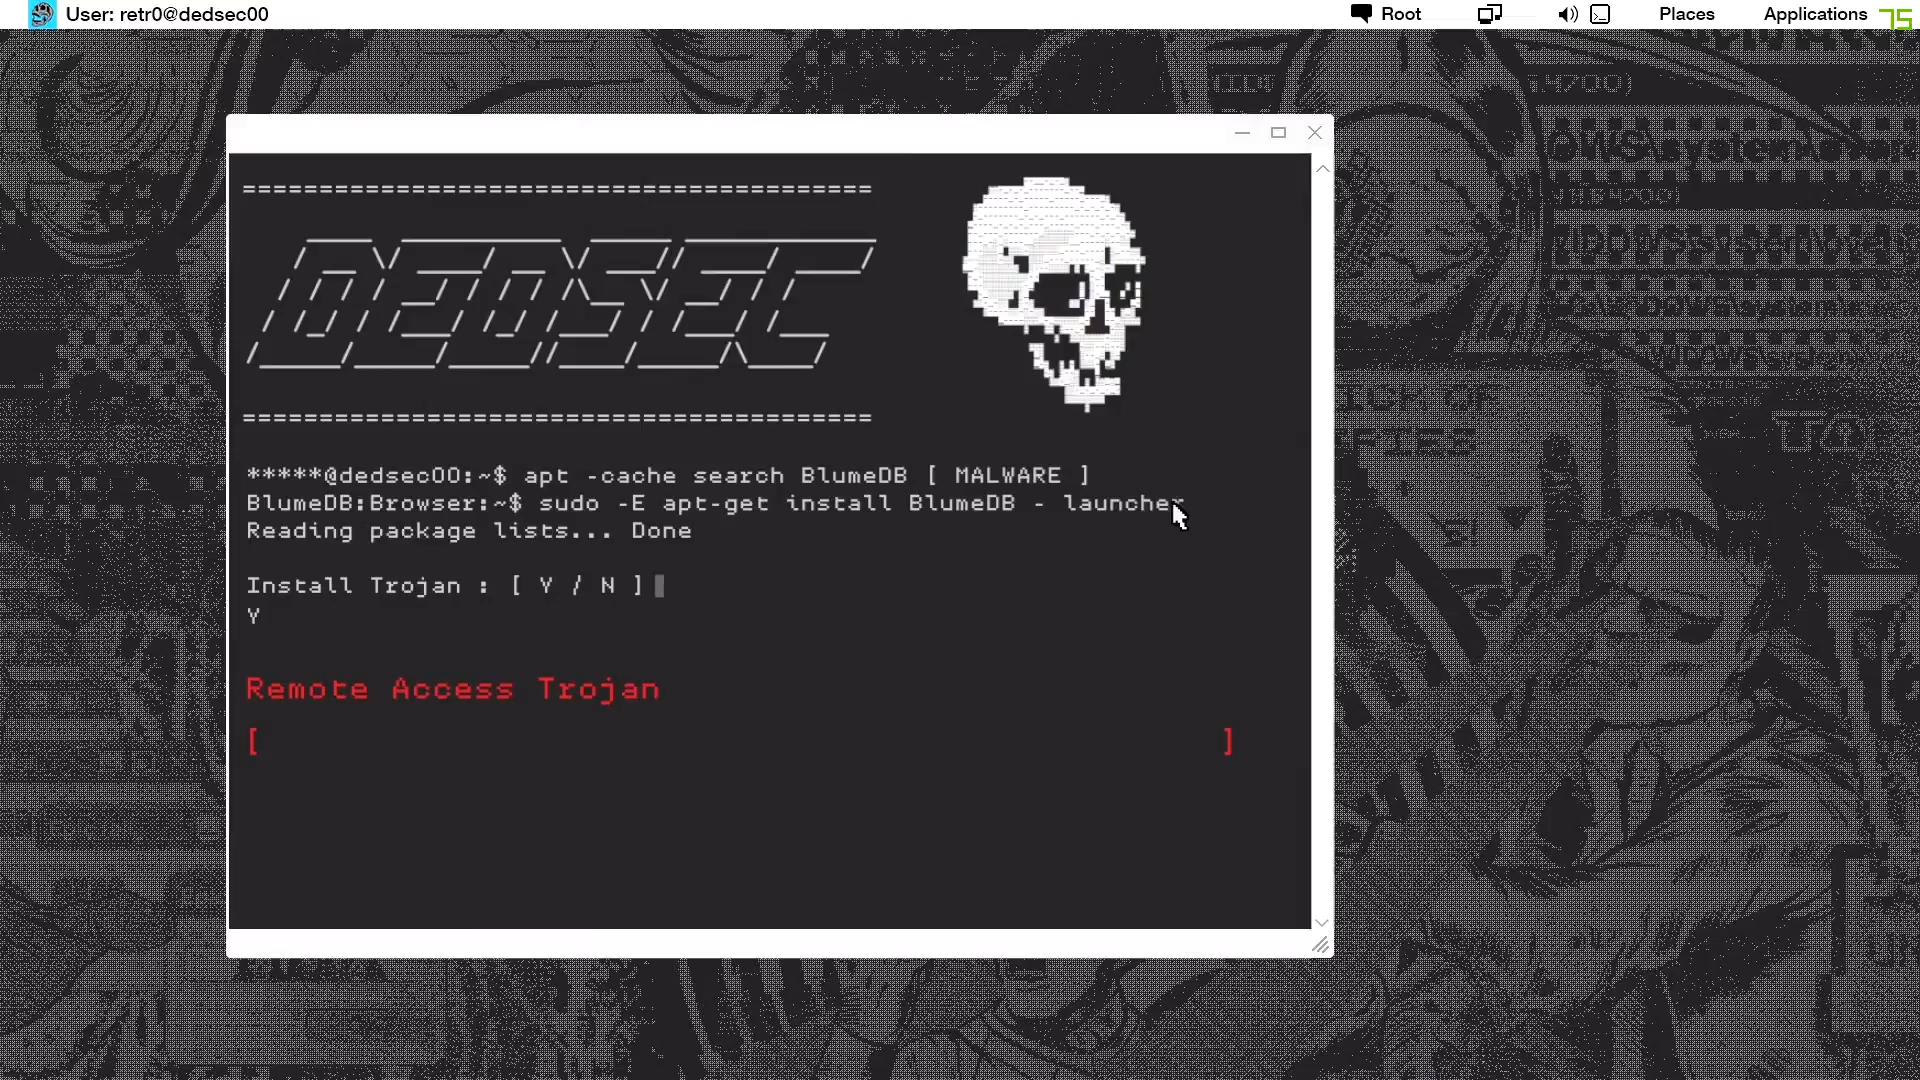 User: retr0@dedsec00
Root
Places
Applications
75
=========================================
DEDSEC
=========================================
*****@dedsec00:~$ apt -cache search BlumeDB [ MALWARE ]
BlumeDB:Browser:~$ sudo -E apt-get install BlumeDB - launcher
Reading package lists... Done
Install Trojan : [ Y / N ]
Y
Remote Access Trojan
[ ]